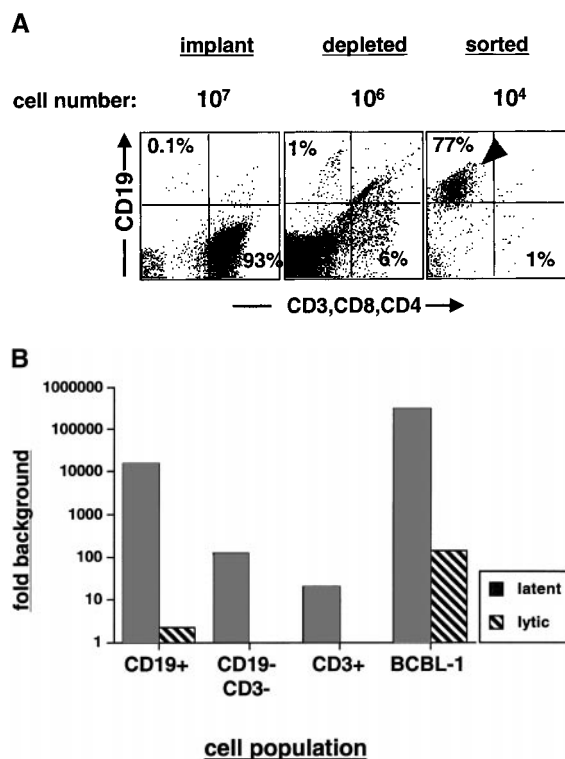 A
implant depleted sorted
cell number: 10⁷ 10⁶ 10⁴
0.1% 1% 77%
CD19
93% 6% 1%
CD3,CD8,CD4
B
fold background
1000000
100000
10000
1000
100
10
1
latent
lytic
CD19+ CD19- CD3- CD3+ BCBL-1
cell population